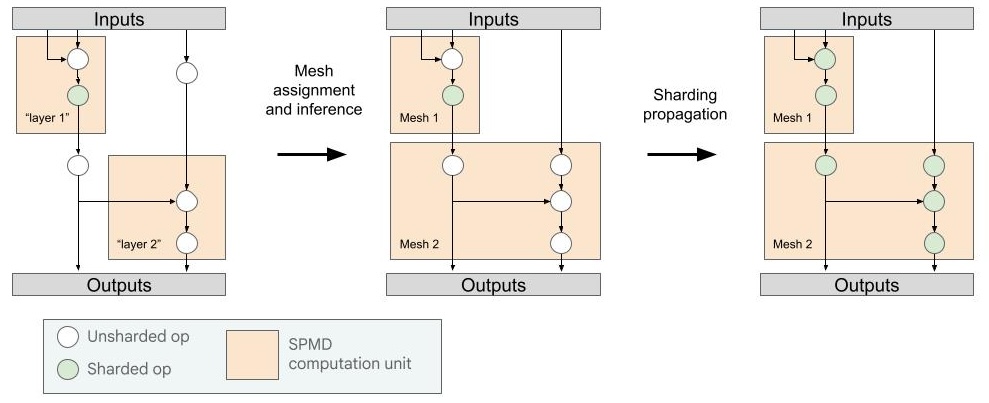 Inputs
"layer 1"
"layer 2"
Outputs
Mesh
assignment
and inference
Inputs
Mesh 1
Mesh 2
Outputs
Sharding
propagation
Inputs
Mesh 1
Mesh 2
Outputs
Unsharded op
Sharded op
SPMD
computation unit